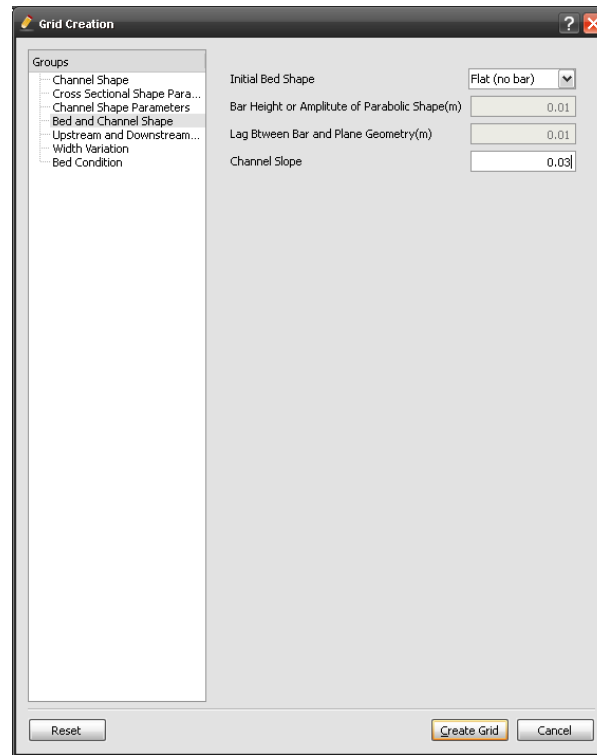 Grid Creation
Groups
Channel Shape
Cross Sectional Shape Para...
Channel Shape Parameters
Bed and Channel Shape
Upstream and Downstream...
Width Variation
Bed Condition
Initial Bed Shape Flat (no bar)
Bar Height or Amplitute of Parabolic Shape(m) 0.01
Lag Btween Bar and Plane Geometry(m) 0.01
Channel Slope 0.03
Reset Create Grid Cancel